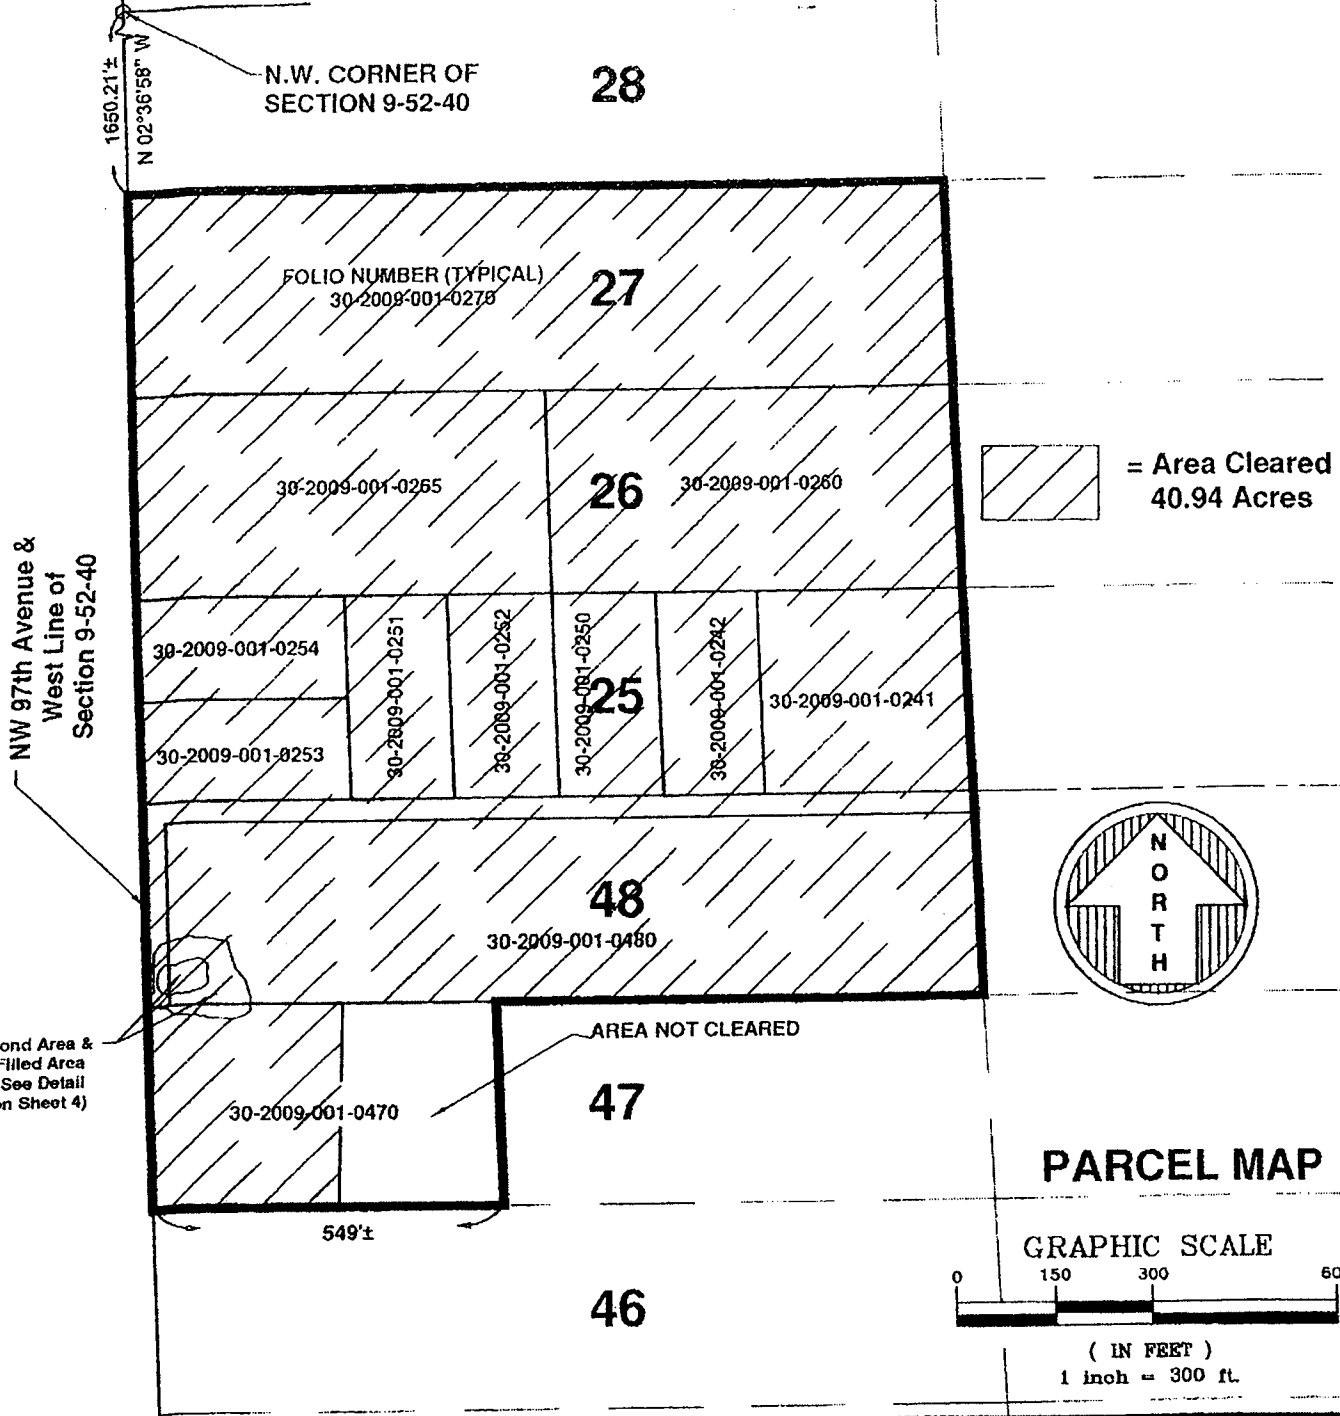 1650.21'±
N 02°36'58" W
N.W. CORNER OF
SECTION 9-52-40
28
FOLIO NUMBER (TYPICAL)
30-2009-001-0270
27
30-2009-001-0265
26
30-2009-001-0260
= Area Cleared
40.94 Acres
NW 97th Avenue &
West Line of
Section 9-52-40
30-2009-001-0254
30-2009-001-0253
30-2009-001-0251
30-2009-001-0252
30-2009-001-0250
25
30-2009-001-0242
30-2009-001-0241
NORTH
48
30-2009-001-0480
ond Area &
Filled Area
See Detail
on Sheet 4)
AREA NOT CLEARED
30-2009-001-0470
47
549'±
PARCEL MAP
46
GRAPHIC SCALE
0 150 300 60
( IN FEET )
1 inch = 300 ft.